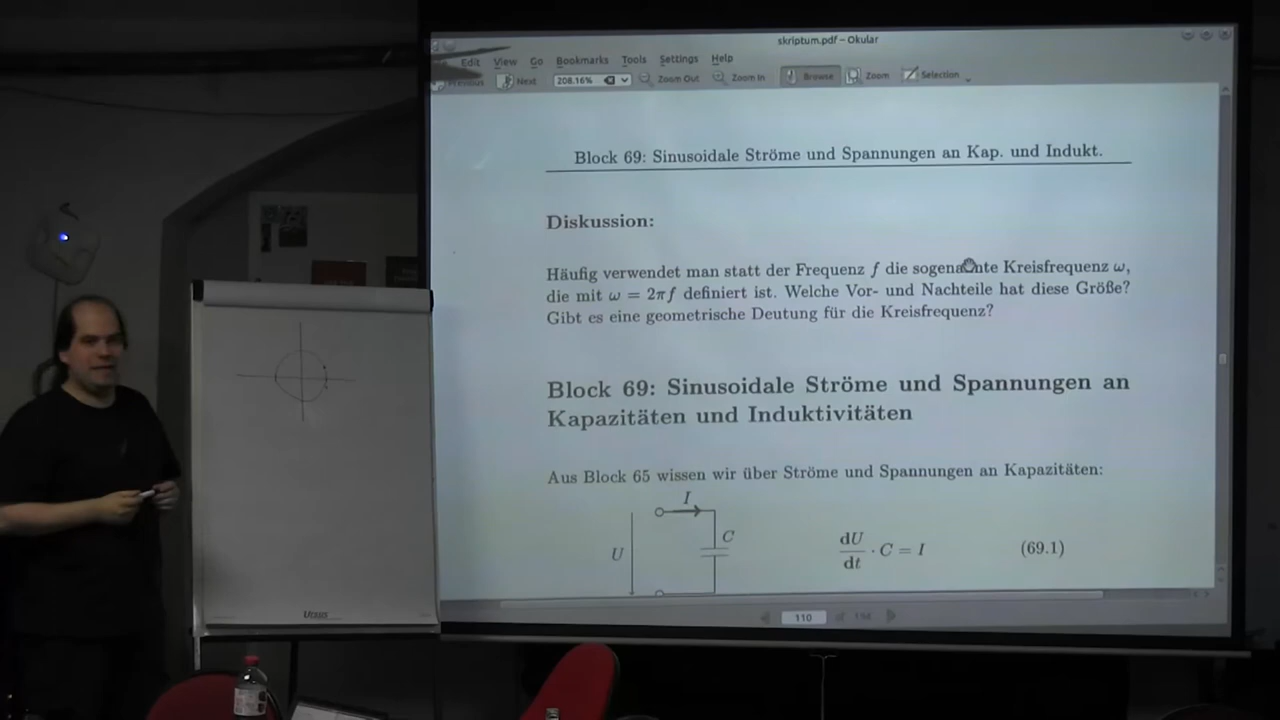 skriptum.pdf – Okular
Edit View Go Bookmarks Tools Settings Help
Previous Next 208.16% Zoom Out Zoom In Browse Zoom Selection
Block 69: Sinusoidale Ströme und Spannungen an Kap. und Indukt.
Diskussion:
Häufig verwendet man statt der Frequenz f die sogenannte Kreisfrequenz ω,
die mit ω = 2πf definiert ist. Welche Vor- und Nachteile hat diese Größe?
Gibt es eine geometrische Deutung für die Kreisfrequenz?
Block 69: Sinusoidale Ströme und Spannungen an
Kapazitäten und Induktivitäten
Aus Block 65 wissen wir über Ströme und Spannungen an Kapazitäten:
I
U
C
dU/dt · C = I (69.1)
110
Ursus